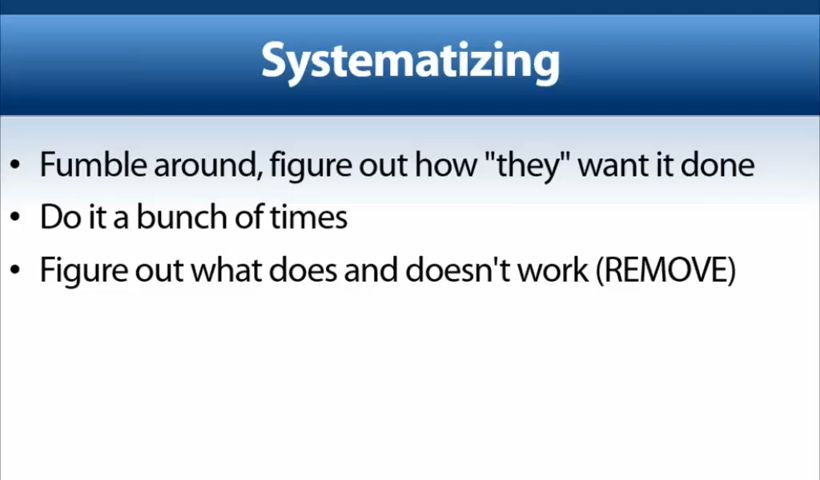 Systematizing
• Fumble around, figure out how "they" want it done
• Do it a bunch of times
• Figure out what does and doesn't work (REMOVE)